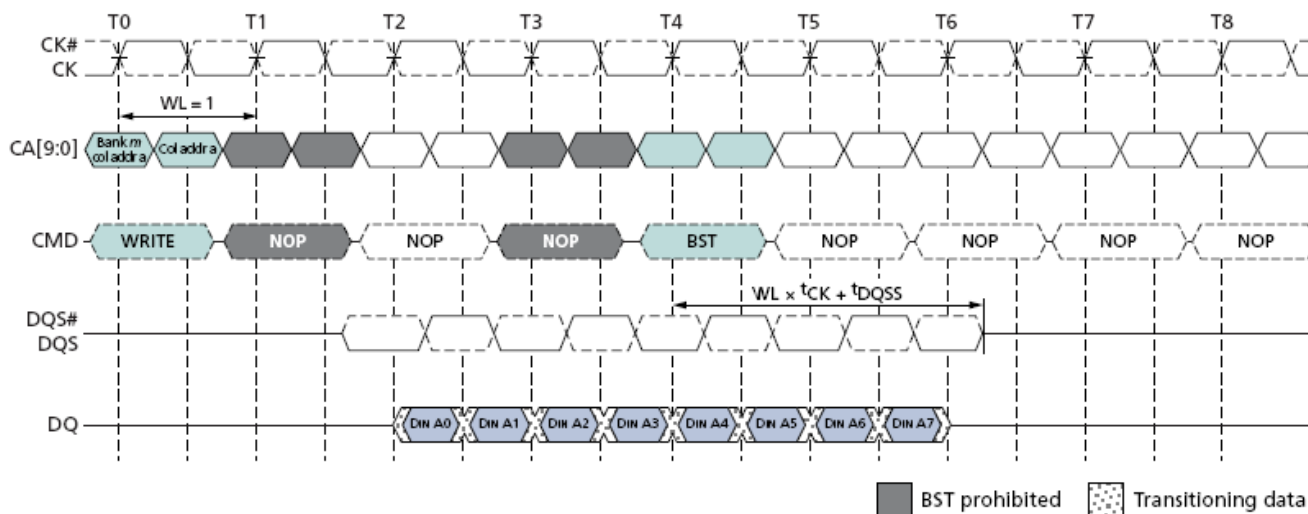 T0 T1 T2 T3 T4 T5 T6 T7 T8
CK#
CK
WL = 1
CA[9:0] Bank m col addr a Col addr a
CMD WRITE NOP NOP NOP BST NOP NOP NOP NOP
WL × tCK + tDQSS
DQS#
DQS
DQ DIN A0 DIN A1 DIN A2 DIN A3 DIN A4 DIN A5 DIN A6 DIN A7
BST prohibited Transitioning data